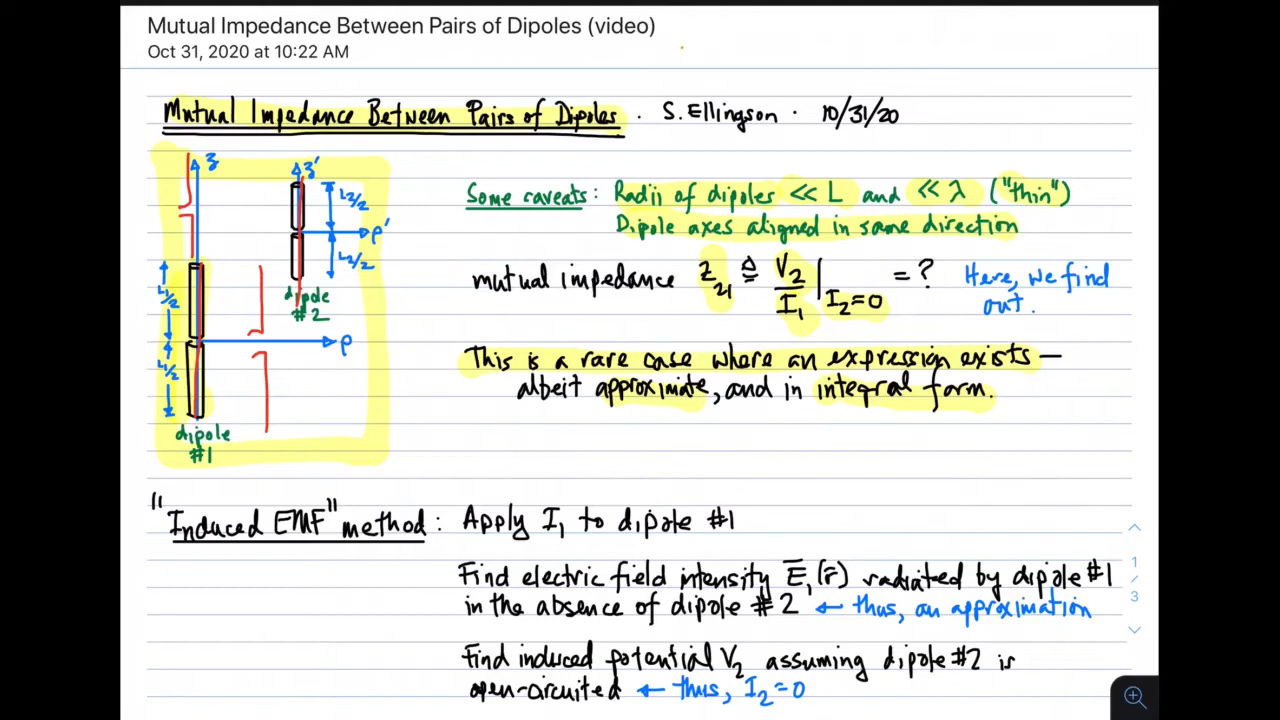 Mutual Impedance Between Pairs of Dipoles (video)
Oct 31, 2020 at 10:22 AM
Mutual Impedance Between Pairs of Dipoles · S. Ellingson · 10/31/20
z
z'
L2/2
ρ'
L2/2
dipole
#2
L1/2
ρ
L1/2
dipole
#1
Some caveats: Radii of dipoles << L and << λ ("thin")
Dipole axes aligned in same direction
mutual impedance Z21 ≜ V2/I1 | I2=0 = ? Here, we find
out.
This is a rare case where an expression exists —
albeit approximate, and in integral form.
"Induced EMF" method: Apply I1 to dipole #1
Find electric field intensity E̅1(r̅) radiated by dipole #1
in the absence of dipole #2 ← thus, an approximation
Find induced potential V2 assuming dipole #2 is
open-circuited ← thus, I2=0
1
/
3